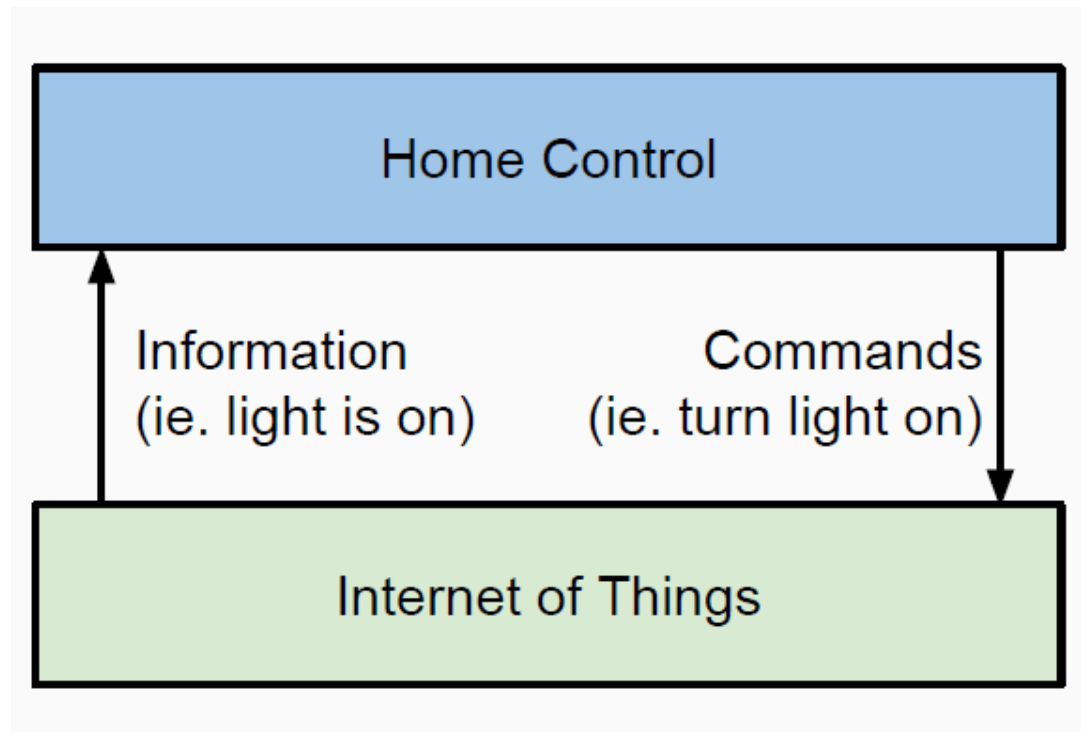 Home Control
Information
(ie. light is on)
Commands
(ie. turn light on)
Internet of Things